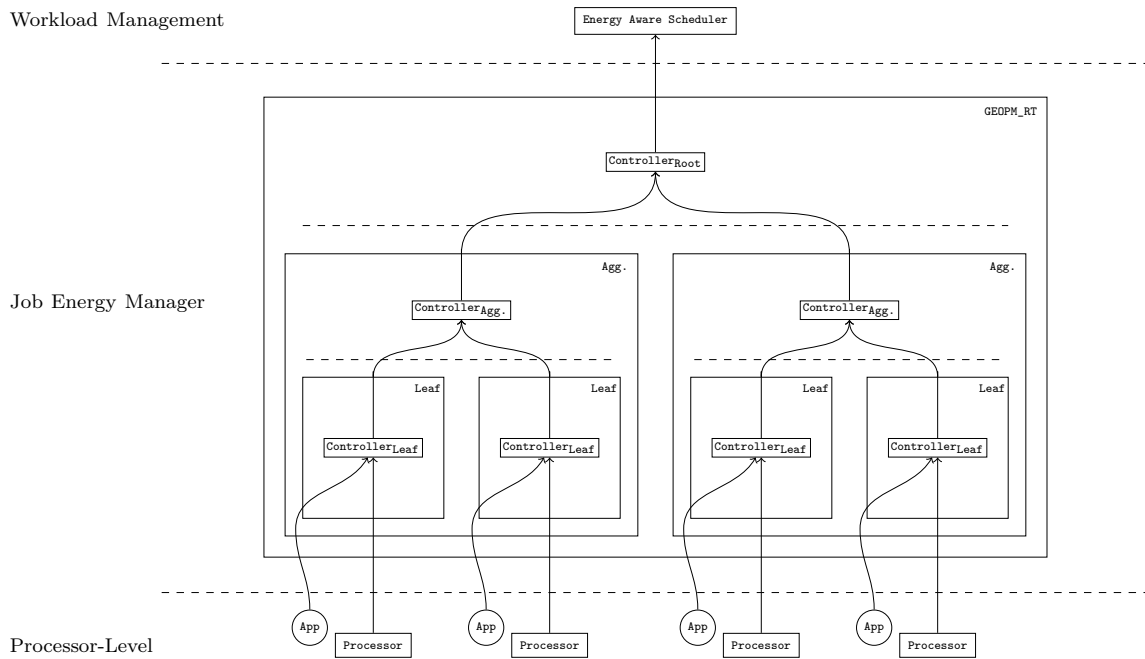 Workload Management
Energy Aware Scheduler
GEOPM_RT
Controller_Root
Agg.
Agg.
Job Energy Manager
Controller_Agg.
Controller_Agg.
Leaf
Leaf
Leaf
Leaf
Controller_Leaf
Controller_Leaf
Controller_Leaf
Controller_Leaf
App
App
App
App
Processor-Level
Processor
Processor
Processor
Processor